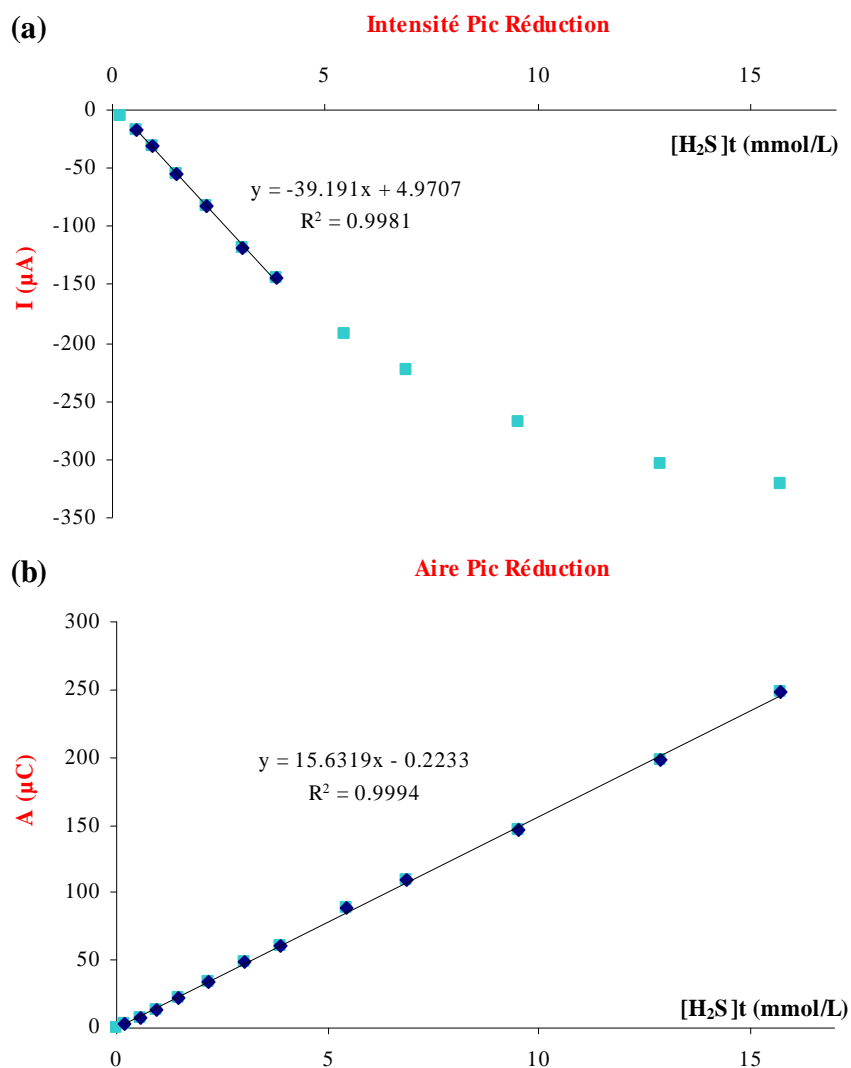 (a)
Intensité Pic Réduction
0 5 10 15
0
-50
-100
-150
-200
-250
-300
-350
I (µA)
[H₂S]t (mmol/L)
y = -39.191x + 4.9707
R² = 0.9981
(b)
Aire Pic Réduction
300
250
200
150
100
50
0
A (µC)
y = 15.6319x - 0.2233
R² = 0.9994
[H₂S]t (mmol/L)
0 5 10 15